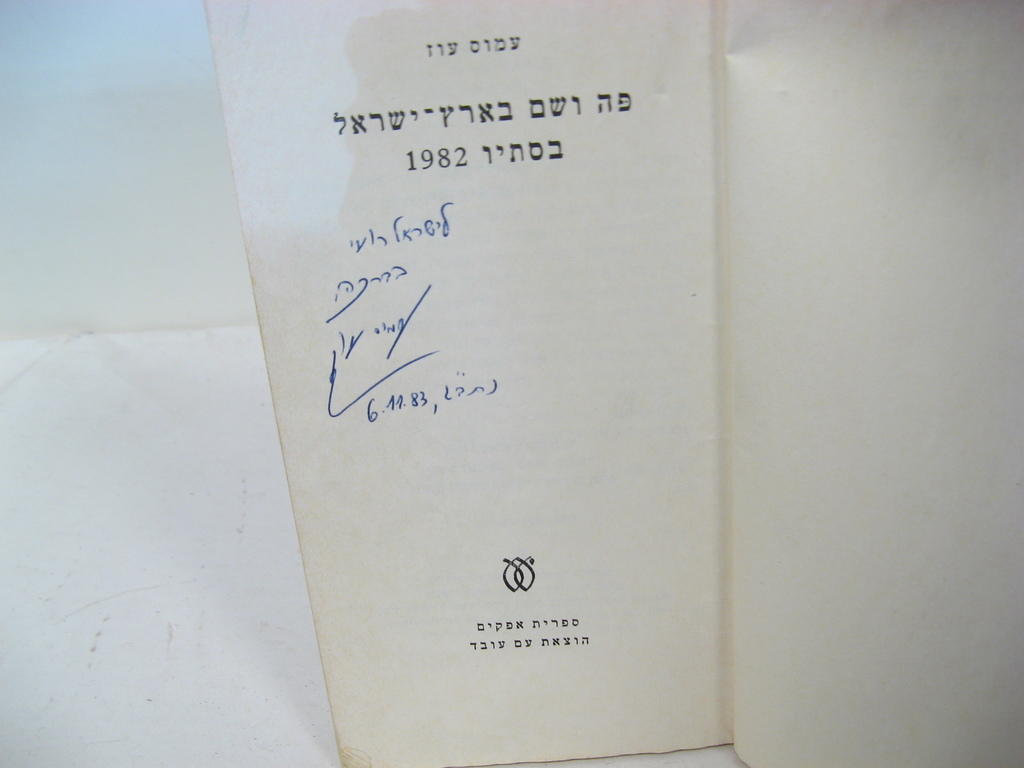 עמוס עוז
פה ושם בארץ־ישראל
בסתיו 1982
לישראל רועי
בברכה,
עמוס עוז
נתב״ג, 6.11.83
ספרית אפקים
הוצאת עם עובד